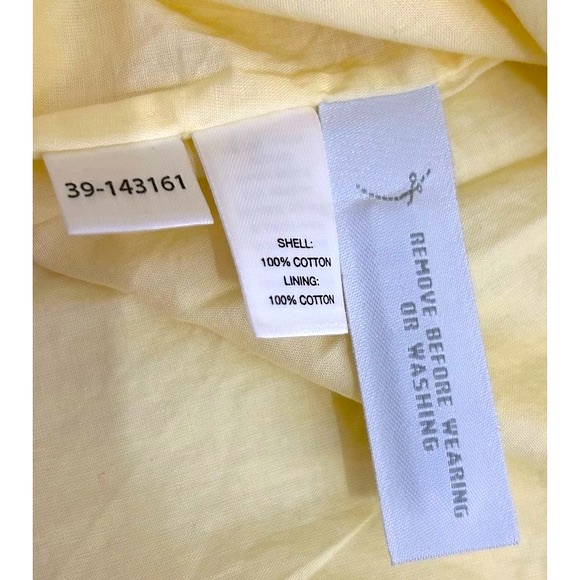 39-143161
SHELL:
100% COTTON
LINING:
100% COTTON
REMOVE BEFORE WEARING
OR WASHING